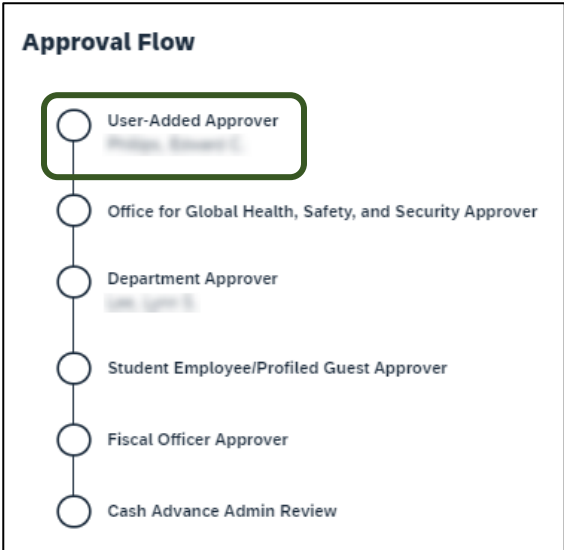 Approval Flow
User-Added Approver
Office for Global Health, Safety, and Security Approver
Department Approver
Student Employee/Profiled Guest Approver
Fiscal Officer Approver
Cash Advance Admin Review